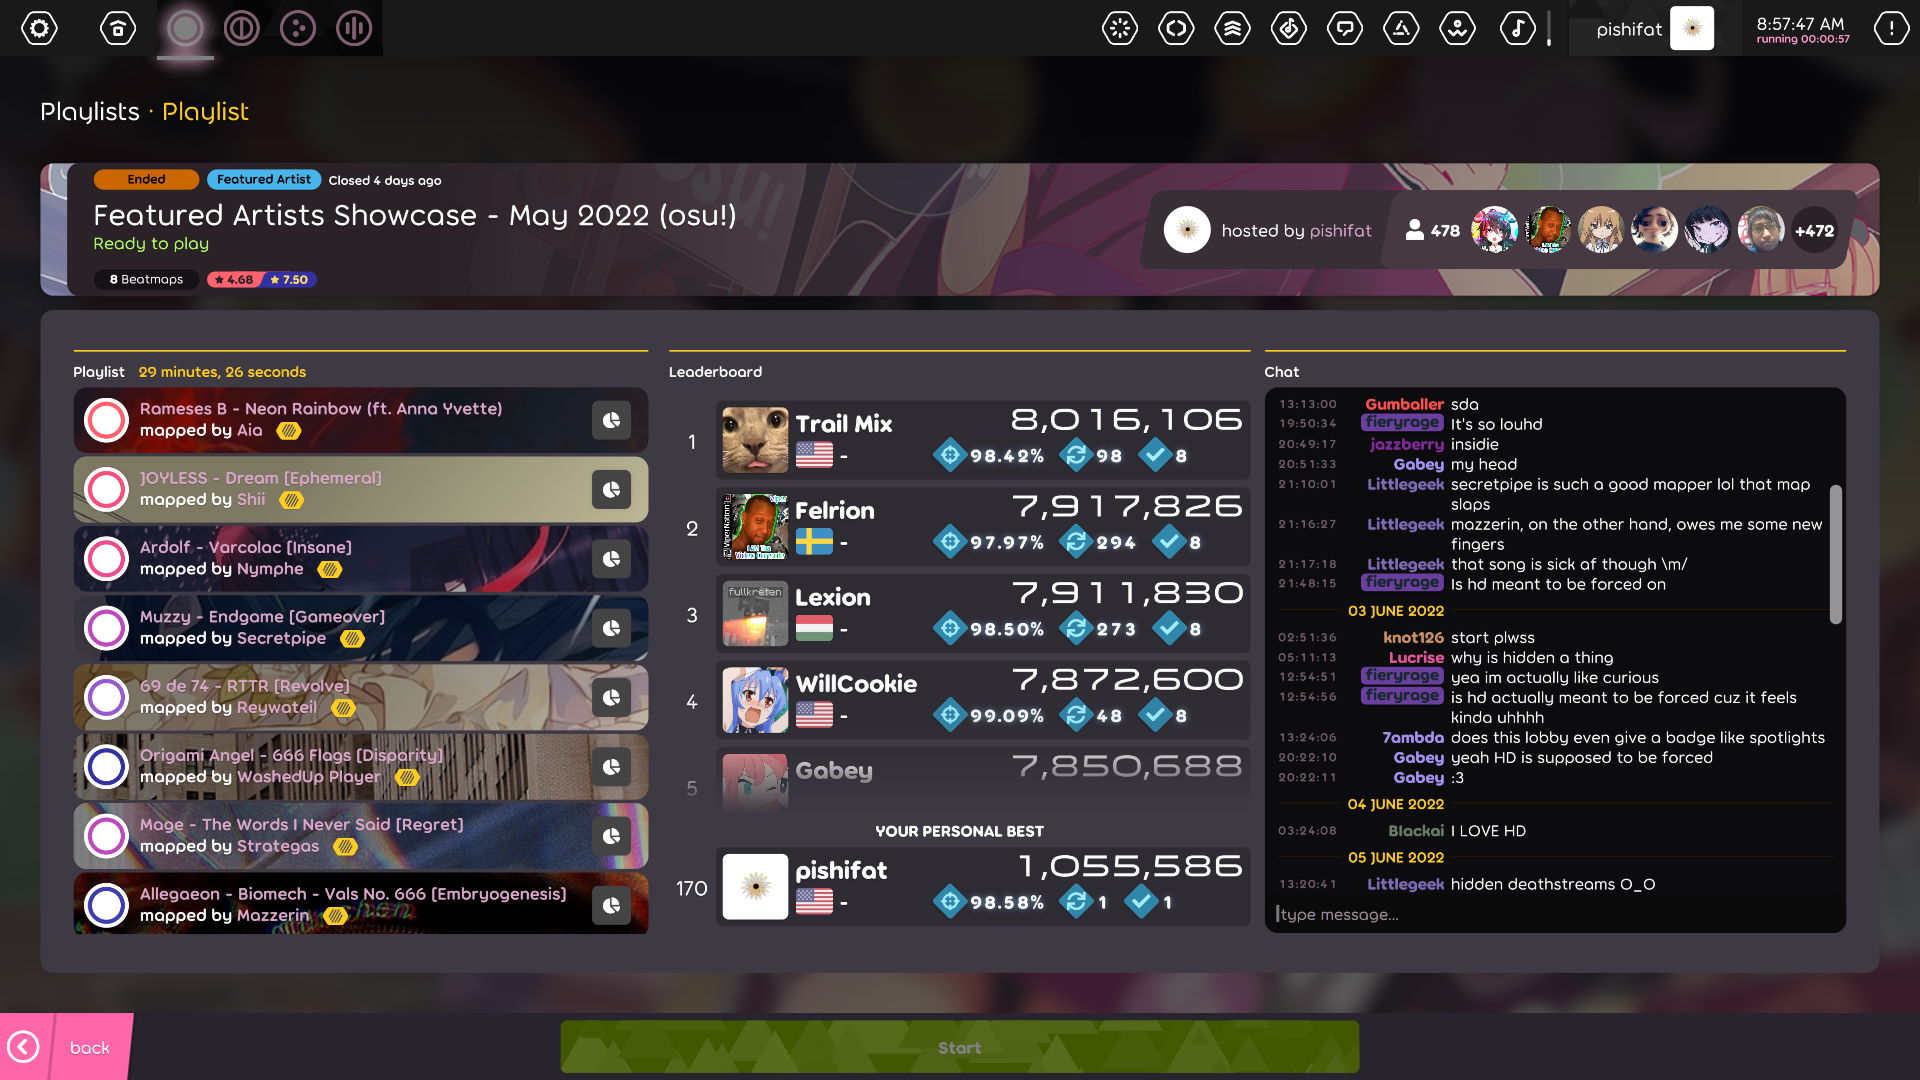 pishifat
8:57:47 AM
running 00:00:57
Playlists · Playlist
Ended
Featured Artist
Closed 4 days ago
Featured Artists Showcase - May 2022 (osu!)
Ready to play
8 Beatmaps
4.68
7.50
hosted by pishifat
478
+472
Playlist 29 minutes, 26 seconds
Rameses B - Neon Rainbow (ft. Anna Yvette)
mapped by Aia
JOYLESS - Dream [Ephemeral]
mapped by Shii
Ardolf - Varcolac [Insane]
mapped by Nymphe
Muzzy - Endgame [Gameover]
mapped by Secretpipe
69 de 74 - RTTR [Revolve]
mapped by Reywateil
Origami Angel - 666 Flags [Disparity]
mapped by WashedUp Player
Mage - The Words I Never Said [Regret]
mapped by Strategas
Allegaeon - Biomech - Vals No. 666 [Embryogenesis]
mapped by Mazzerin
Leaderboard
1 Trail Mix 8,016,106
- 98.42% 98 8
2 Felrion 7,917,826
- 97.97% 294 8
fullkreten
3 Lexion 7,911,830
- 98.50% 273 8
4 WillCookie 7,872,600
- 99.09% 48 8
5 Gabey 7,850,688
YOUR PERSONAL BEST
170 pishifat 1,055,586
- 98.58% 1 1
Chat
13:13:00 Gumballer sda
19:50:34 fieryrage It's so louhd
20:49:17 jazzberry insidie
20:51:33 Gabey my head
21:10:01 Littlegeek secretpipe is such a good mapper lol that map
slaps
21:16:27 Littlegeek mazzerin, on the other hand, owes me some new
fingers
21:17:18 Littlegeek that song is sick af though \m/
21:48:15 fieryrage Is hd meant to be forced on
03 JUNE 2022
02:51:36 knot126 start plwss
05:11:13 Lucrise why is hidden a thing
12:54:51 fieryrage yea im actually like curious
12:54:56 fieryrage is hd actually meant to be forced cuz it feels
kinda uhhhh
13:24:06 7ambda does this lobby even give a badge like spotlights
20:22:10 Gabey yeah HD is supposed to be forced
20:22:11 Gabey :3
04 JUNE 2022
03:24:08 Blackai I LOVE HD
05 JUNE 2022
13:20:41 Littlegeek hidden deathstreams O_O
type message...
back
Start